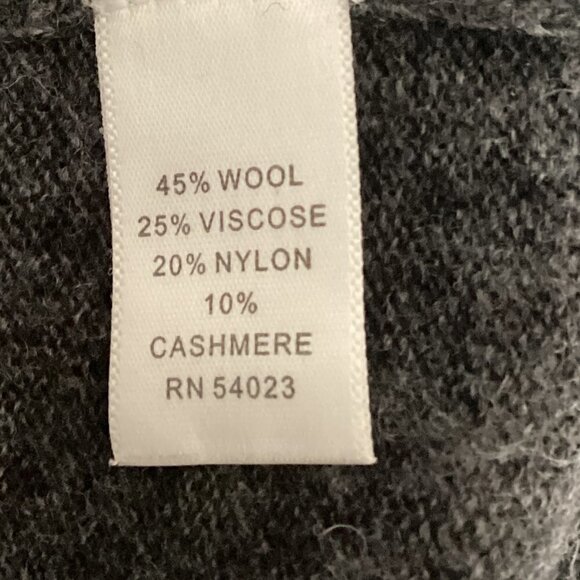 45% WOOL
25% VISCOSE
20% NYLON
10%
CASHMERE
RN 54023